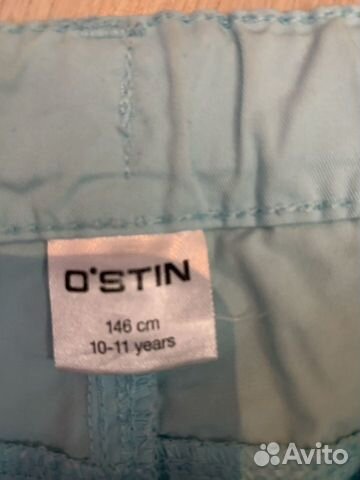 O'STIN
146 cm
10-11 years
Avito